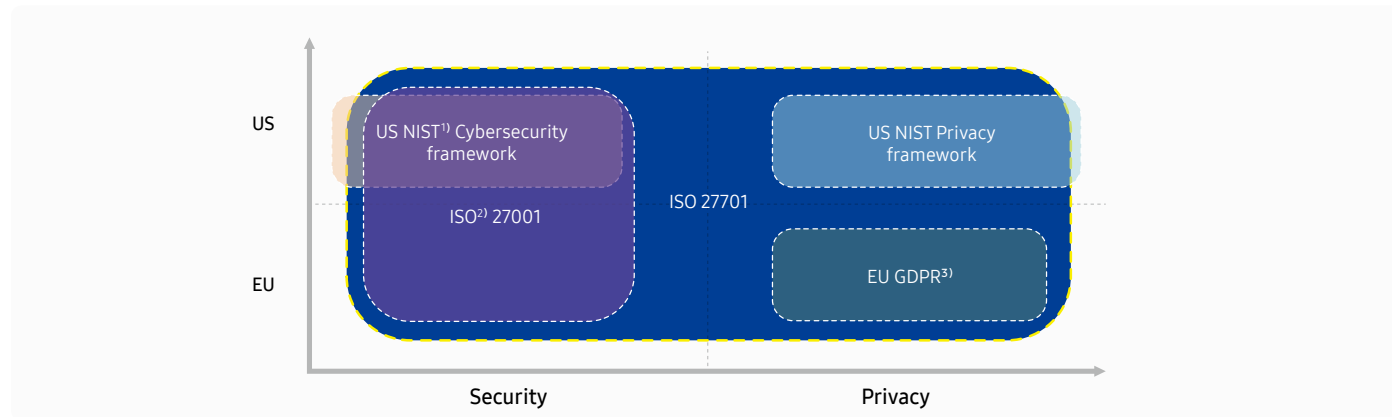 US
US NIST¹⁾ Cybersecurity
framework
US NIST Privacy
framework
ISO 27701
ISO²⁾ 27001
EU
EU GDPR³⁾
Security
Privacy